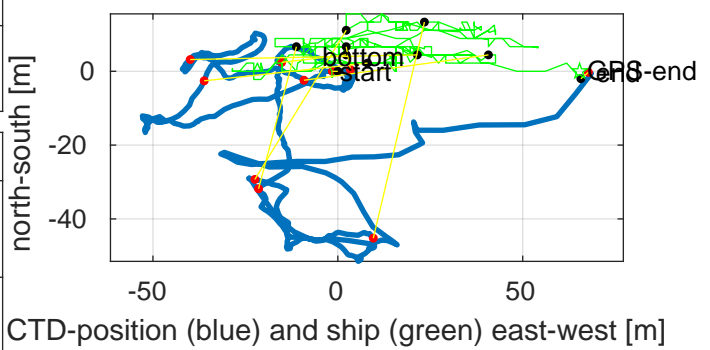 north-south [m]
0
-20
-40
bottom
start
GPS-end
end
-50
0
50
CTD-position (blue) and ship (green) east-west [m]